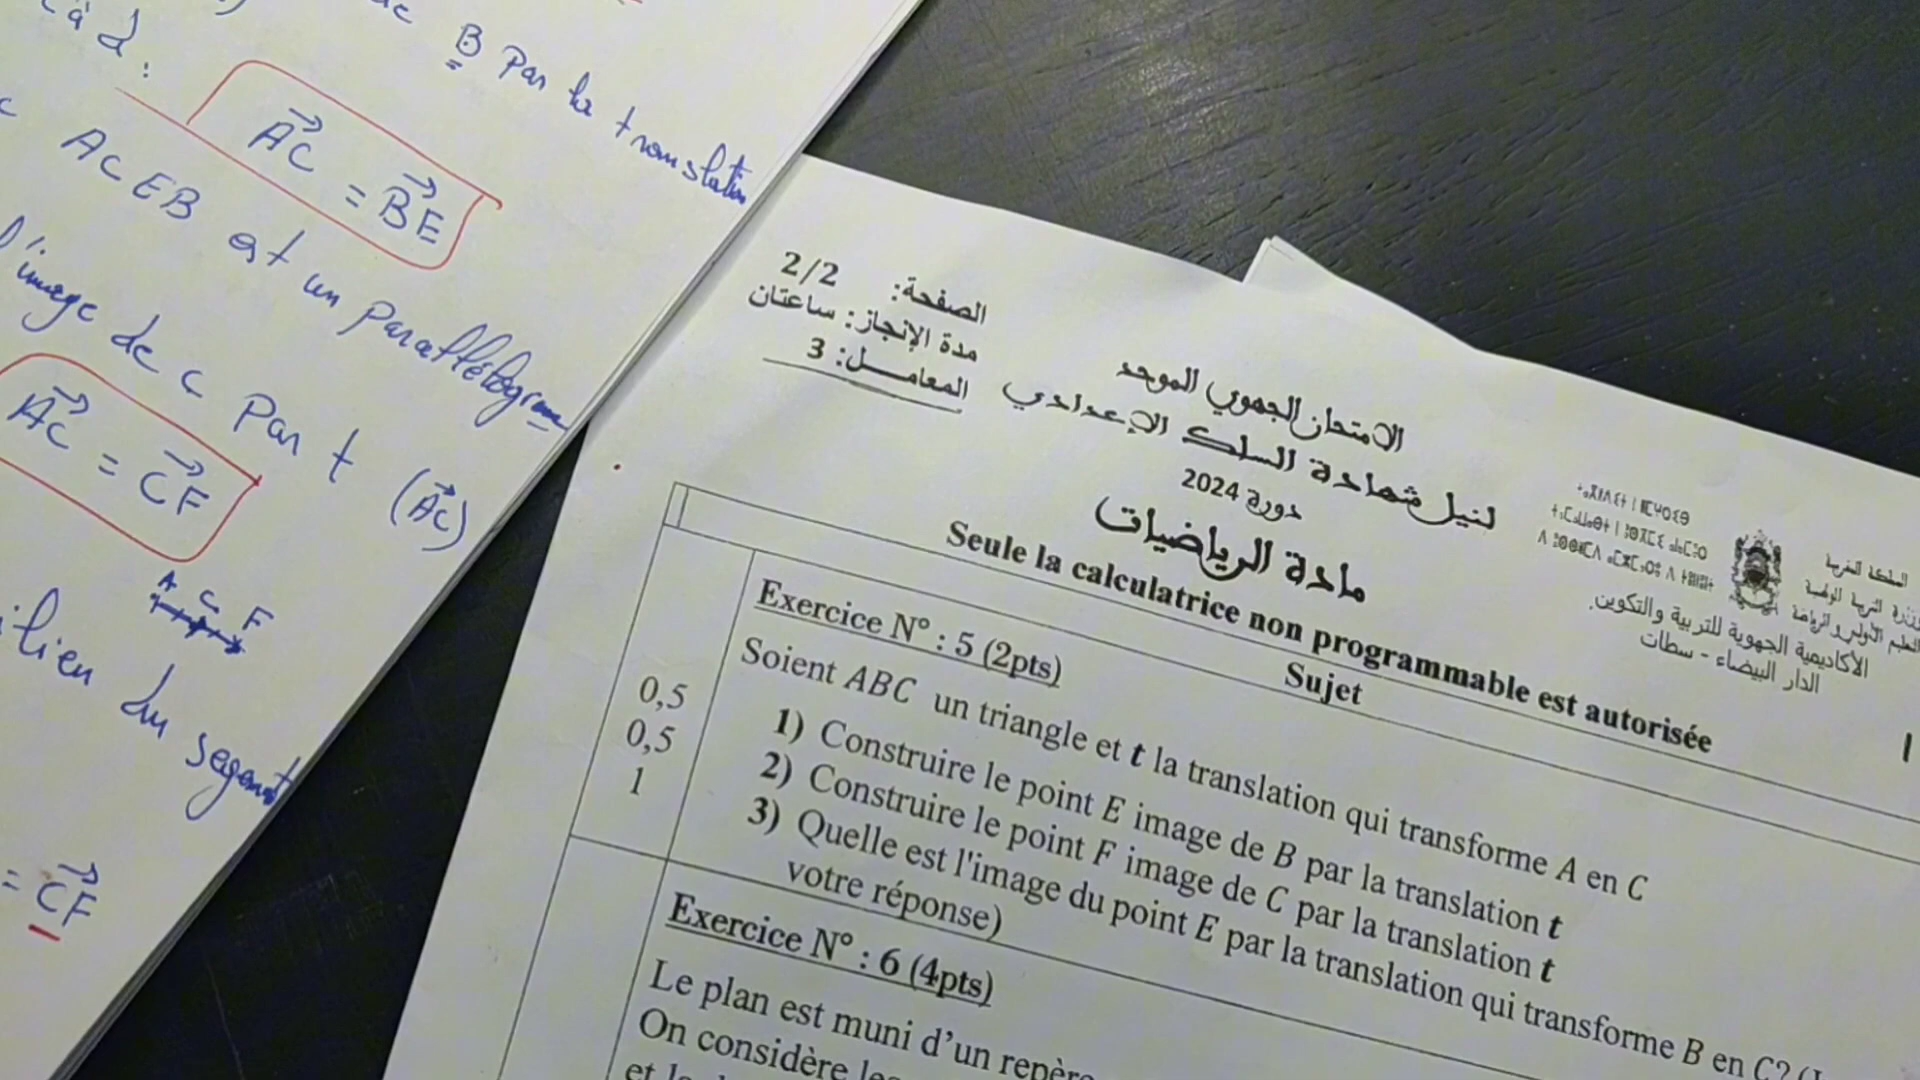 B par la translation
c à d :
AC = BE
ACEB est un parallélogramme
l'image de C par t (AC)
AC = CF
A C F
du segment
= CF
الصفحة: 2/2
مدة الإنجاز: ساعتان
المعامل: 3
الامتحان الجهوي الموحد
لنيل شهادة السلك الإعدادي
دورة 2024
مادة الرياضيات
المملكة المغربية
الأكاديمية الجهوية للتربية والتكوين
الدار البيضاء - سطات
Seule la calculatrice non programmable est autorisée
Sujet
Exercice N° : 5 (2pts)
Soient ABC un triangle et t la translation qui transforme A en C
0,5 1) Construire le point E image de B par la translation t
0,5 2) Construire le point F image de C par la translation t
1 3) Quelle est l'image du point E par la translation qui transforme B en C? (
votre réponse)
Exercice N° : 6 (4pts)
Le plan est muni d'un repère
On considère les
et la